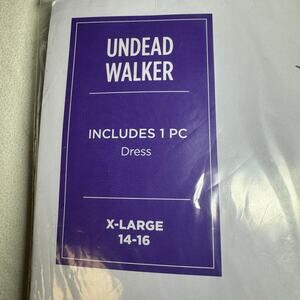 UNDEAD
WALKER
INCLUDES 1 PC
Dress
X-LARGE
14-16